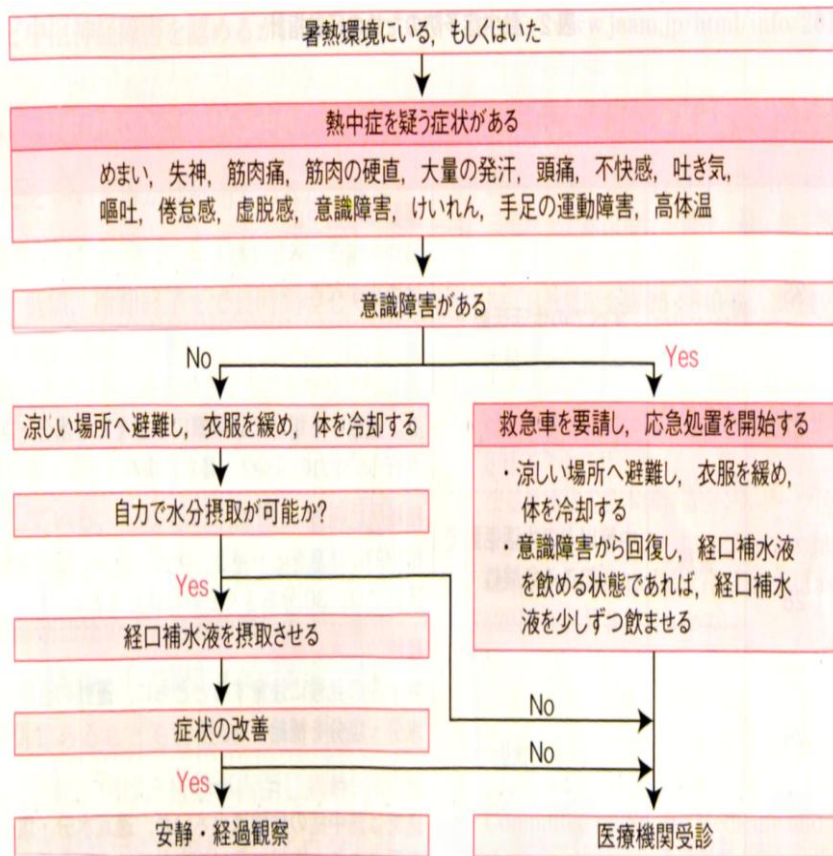 暑熱環境にいる，もしくはいた
熱中症を疑う症状がある
めまい，失神，筋肉痛，筋肉の硬直，大量の発汗，頭痛，不快感，吐き気，
嘔吐，倦怠感，虚脱感，意識障害，けいれん，手足の運動障害，高体温
意識障害がある
No
Yes
涼しい場所へ避難し，衣服を緩め，体を冷却する
自力で水分摂取が可能か?
Yes
経口補水液を摂取させる
症状の改善
Yes
安静・経過観察
救急車を要請し，応急処置を開始する
・涼しい場所へ避難し，衣服を緩め，
体を冷却する
・意識障害から回復し，経口補水液
を飲める状態であれば，経口補水
液を少しずつ飲ませる
No
No
医療機関受診